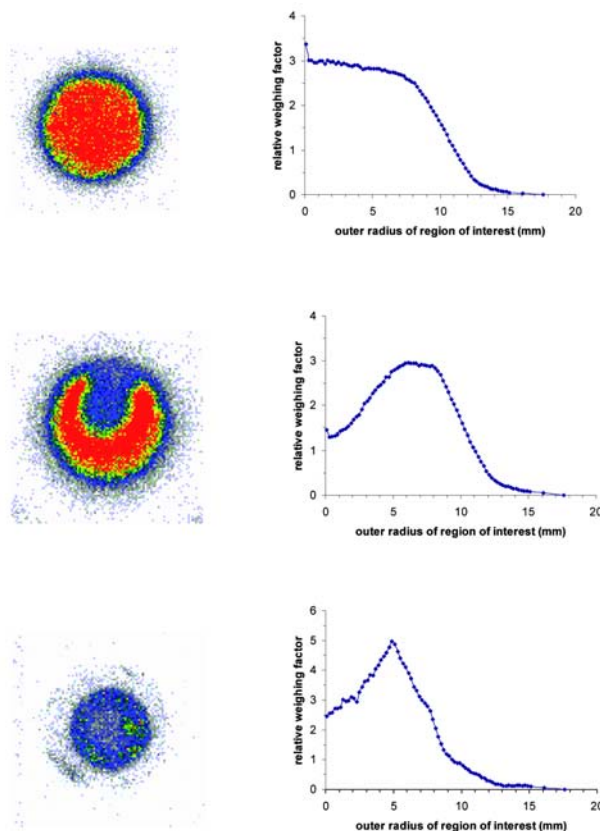 4
3
2
1
0
relative weighing factor
0 5 10 15 20
outer radius of region of interest (mm)
4
3
2
1
0
relative weighing factor
0 5 10 15 20
outer radius of region of interest (mm)
6
5
4
3
2
1
0
relative weighing factor
0 5 10 15 20
outer radius of region of interest (mm)